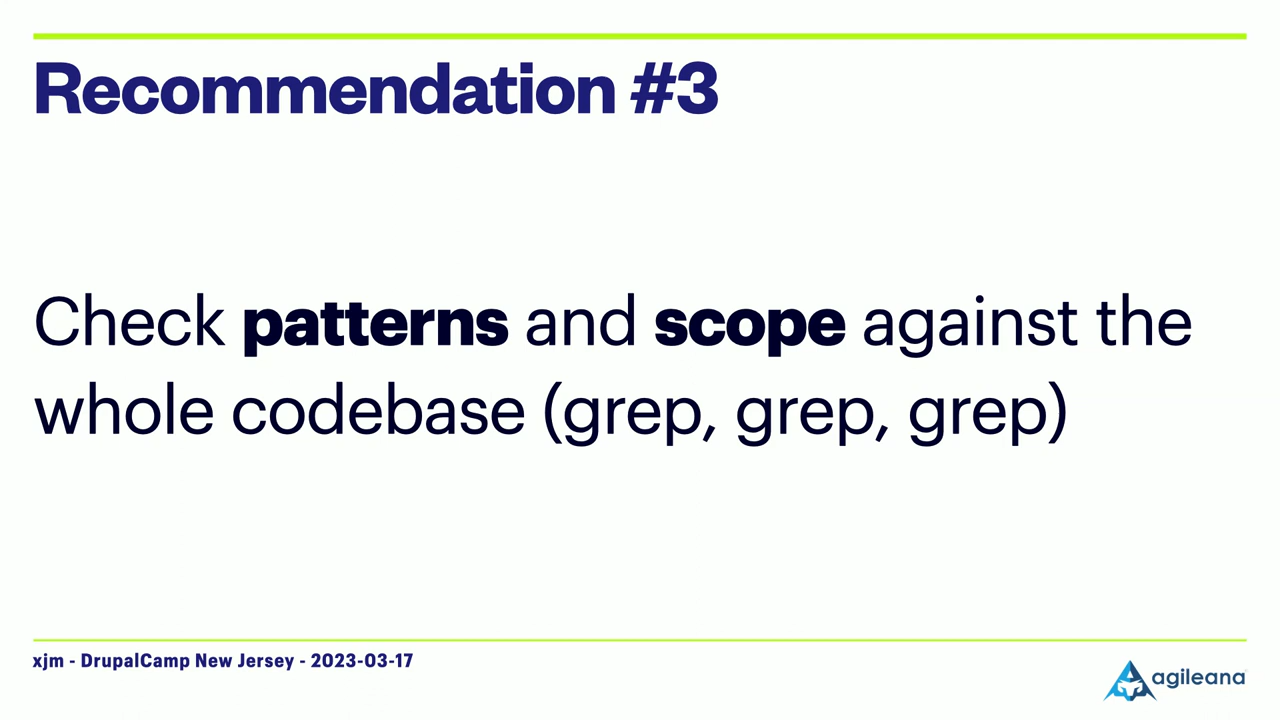 Recommendation #3
Check patterns and scope against the
whole codebase (grep, grep, grep)
xjm - DrupalCamp New Jersey - 2023-03-17
agileana